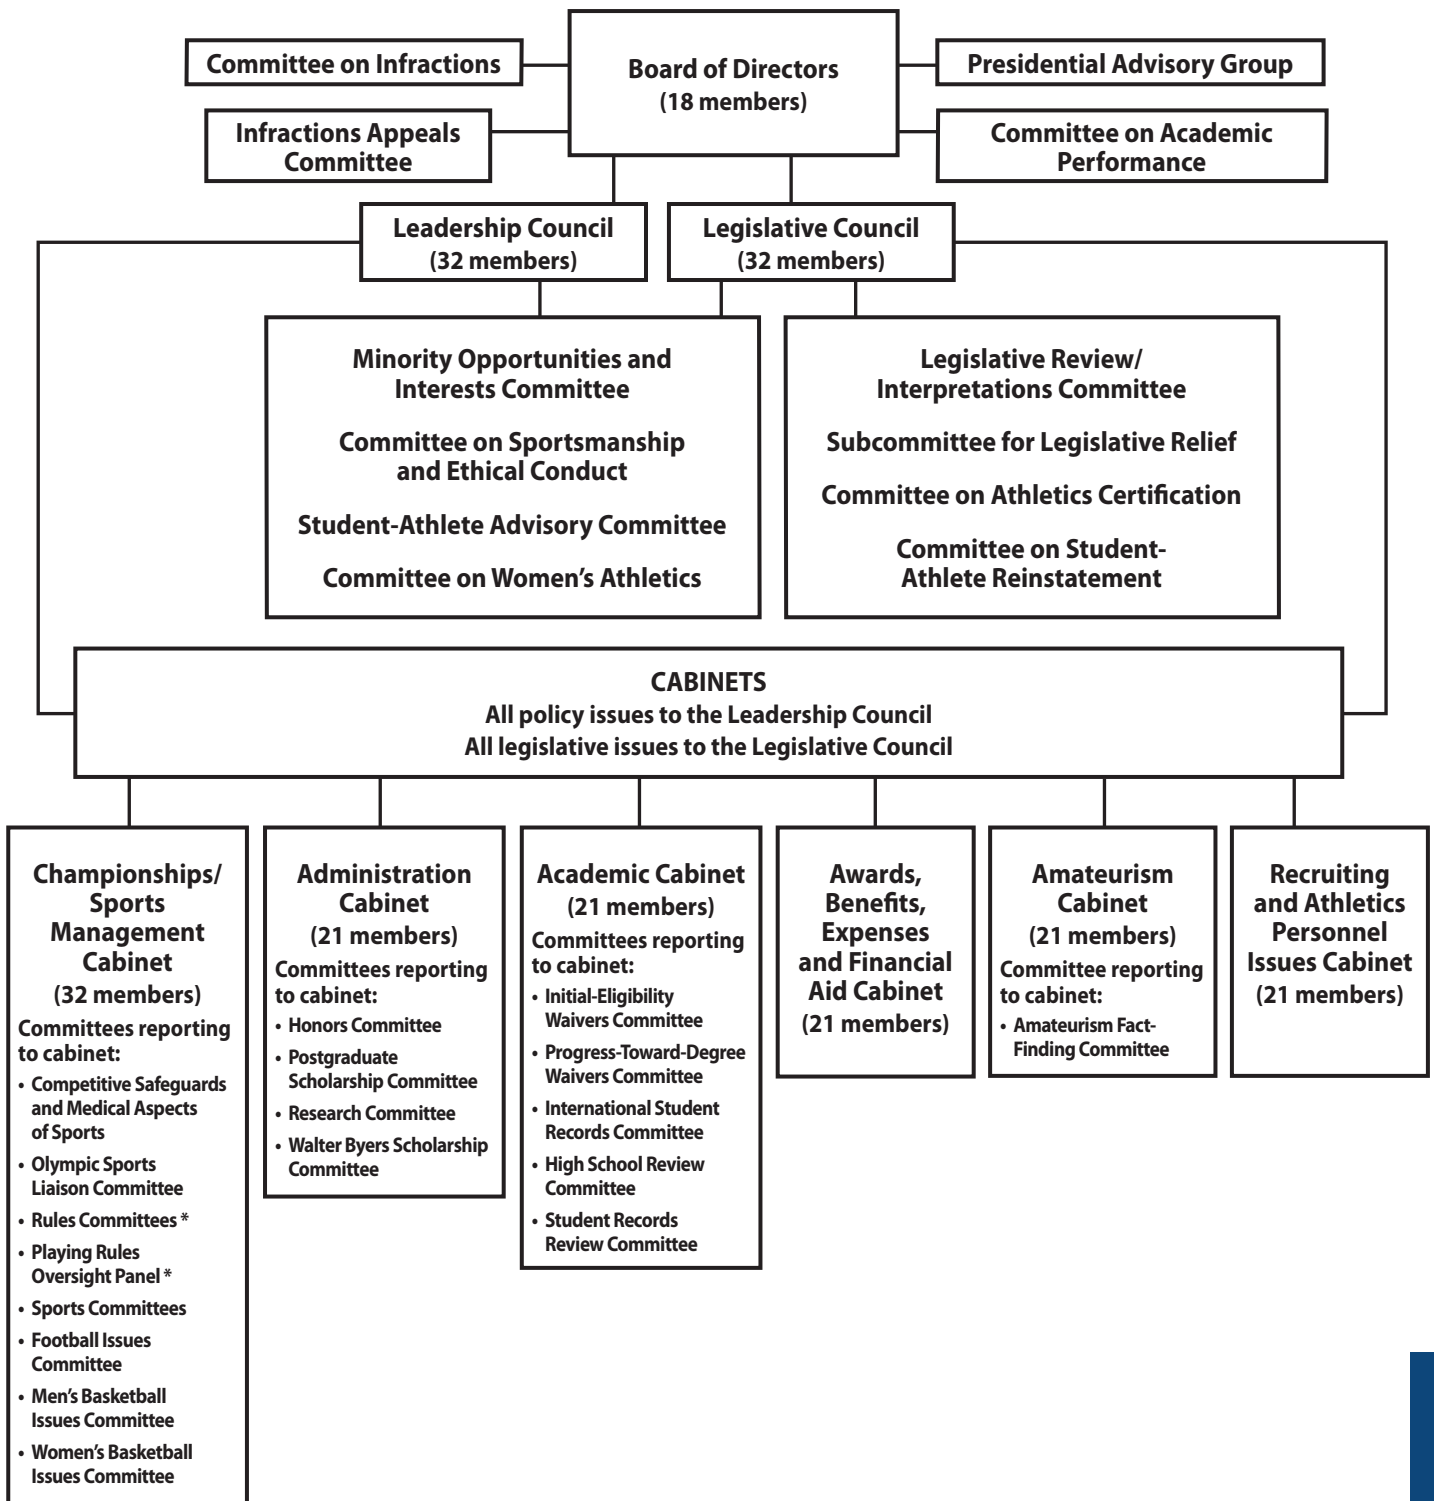 Committee on Infractions
Board of Directors
(18 members)
Presidential Advisory Group
Infractions Appeals
Committee
Committee on Academic
Performance
Leadership Council
(32 members)
Legislative Council
(32 members)
Minority Opportunities and
Interests Committee
Committee on Sportsmanship
and Ethical Conduct
Student-Athlete Advisory Committee
Committee on Women's Athletics
Legislative Review/
Interpretations Committee
Subcommittee for Legislative Relief
Committee on Athletics Certification
Committee on Student-
Athlete Reinstatement
CABINETS
All policy issues to the Leadership Council
All legislative issues to the Legislative Council
Championships/
Sports
Management
Cabinet
(32 members)
Committees reporting
to cabinet:
• Competitive Safeguards
and Medical Aspects
of Sports
• Olympic Sports
Liaison Committee
• Rules Committees *
• Playing Rules
Oversight Panel *
• Sports Committees
• Football Issues
Committee
• Men's Basketball
Issues Committee
• Women's Basketball
Issues Committee
Administration
Cabinet
(21 members)
Committees reporting
to cabinet:
• Honors Committee
• Postgraduate
Scholarship Committee
• Research Committee
• Walter Byers Scholarship
Committee
Academic Cabinet
(21 members)
Committees reporting
to cabinet:
• Initial-Eligibility
Waivers Committee
• Progress-Toward-Degree
Waivers Committee
• International Student
Records Committee
• High School Review
Committee
• Student Records
Review Committee
Awards,
Benefits,
Expenses
and Financial
Aid Cabinet
(21 members)
Amateurism
Cabinet
(21 members)
Committee reporting
to cabinet:
• Amateurism Fact-
Finding Committee
Recruiting
and Athletics
Personnel
Issues Cabinet
(21 members)